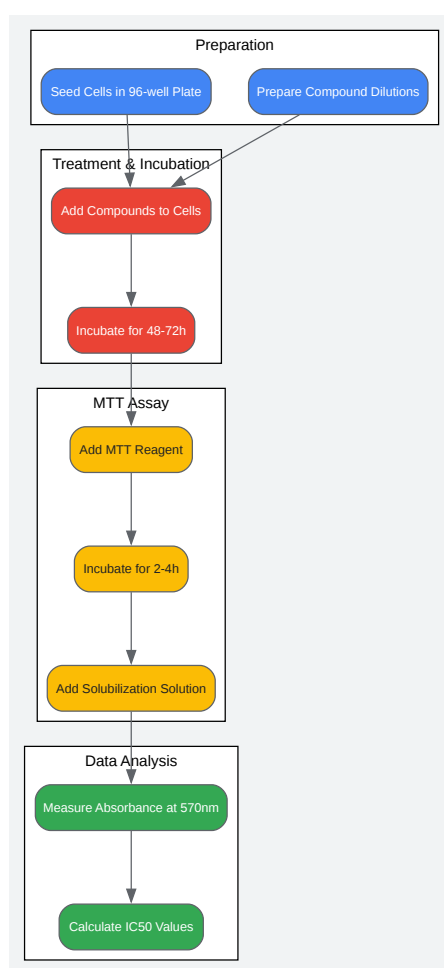 Preparation
Seed Cells in 96-well Plate
Prepare Compound Dilutions
Treatment & Incubation
Add Compounds to Cells
Incubate for 48-72h
MTT Assay
Add MTT Reagent
Incubate for 2-4h
Add Solubilization Solution
Data Analysis
Measure Absorbance at 570nm
Calculate IC50 Values